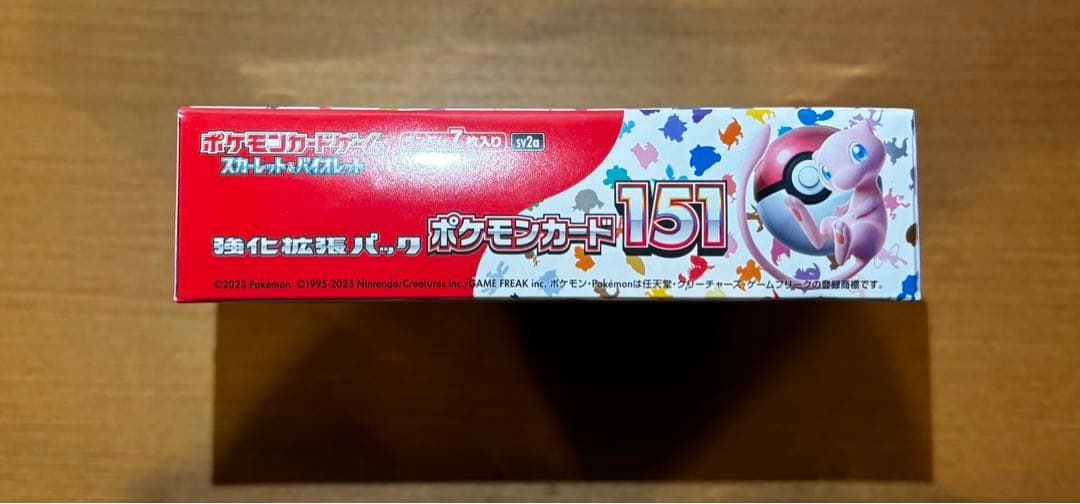 ポケモンカードゲーム
スカーレット&バイオレット
7枚入り
sv2a
強化拡張パック
ポケモンカード151
©2023 Pokémon. ©1995-2023 Nintendo/Creatures Inc./GAME FREAK inc. ポケモン・Pokémonは任天堂・クリーチャーズ・ゲームフリークの登録商標です。